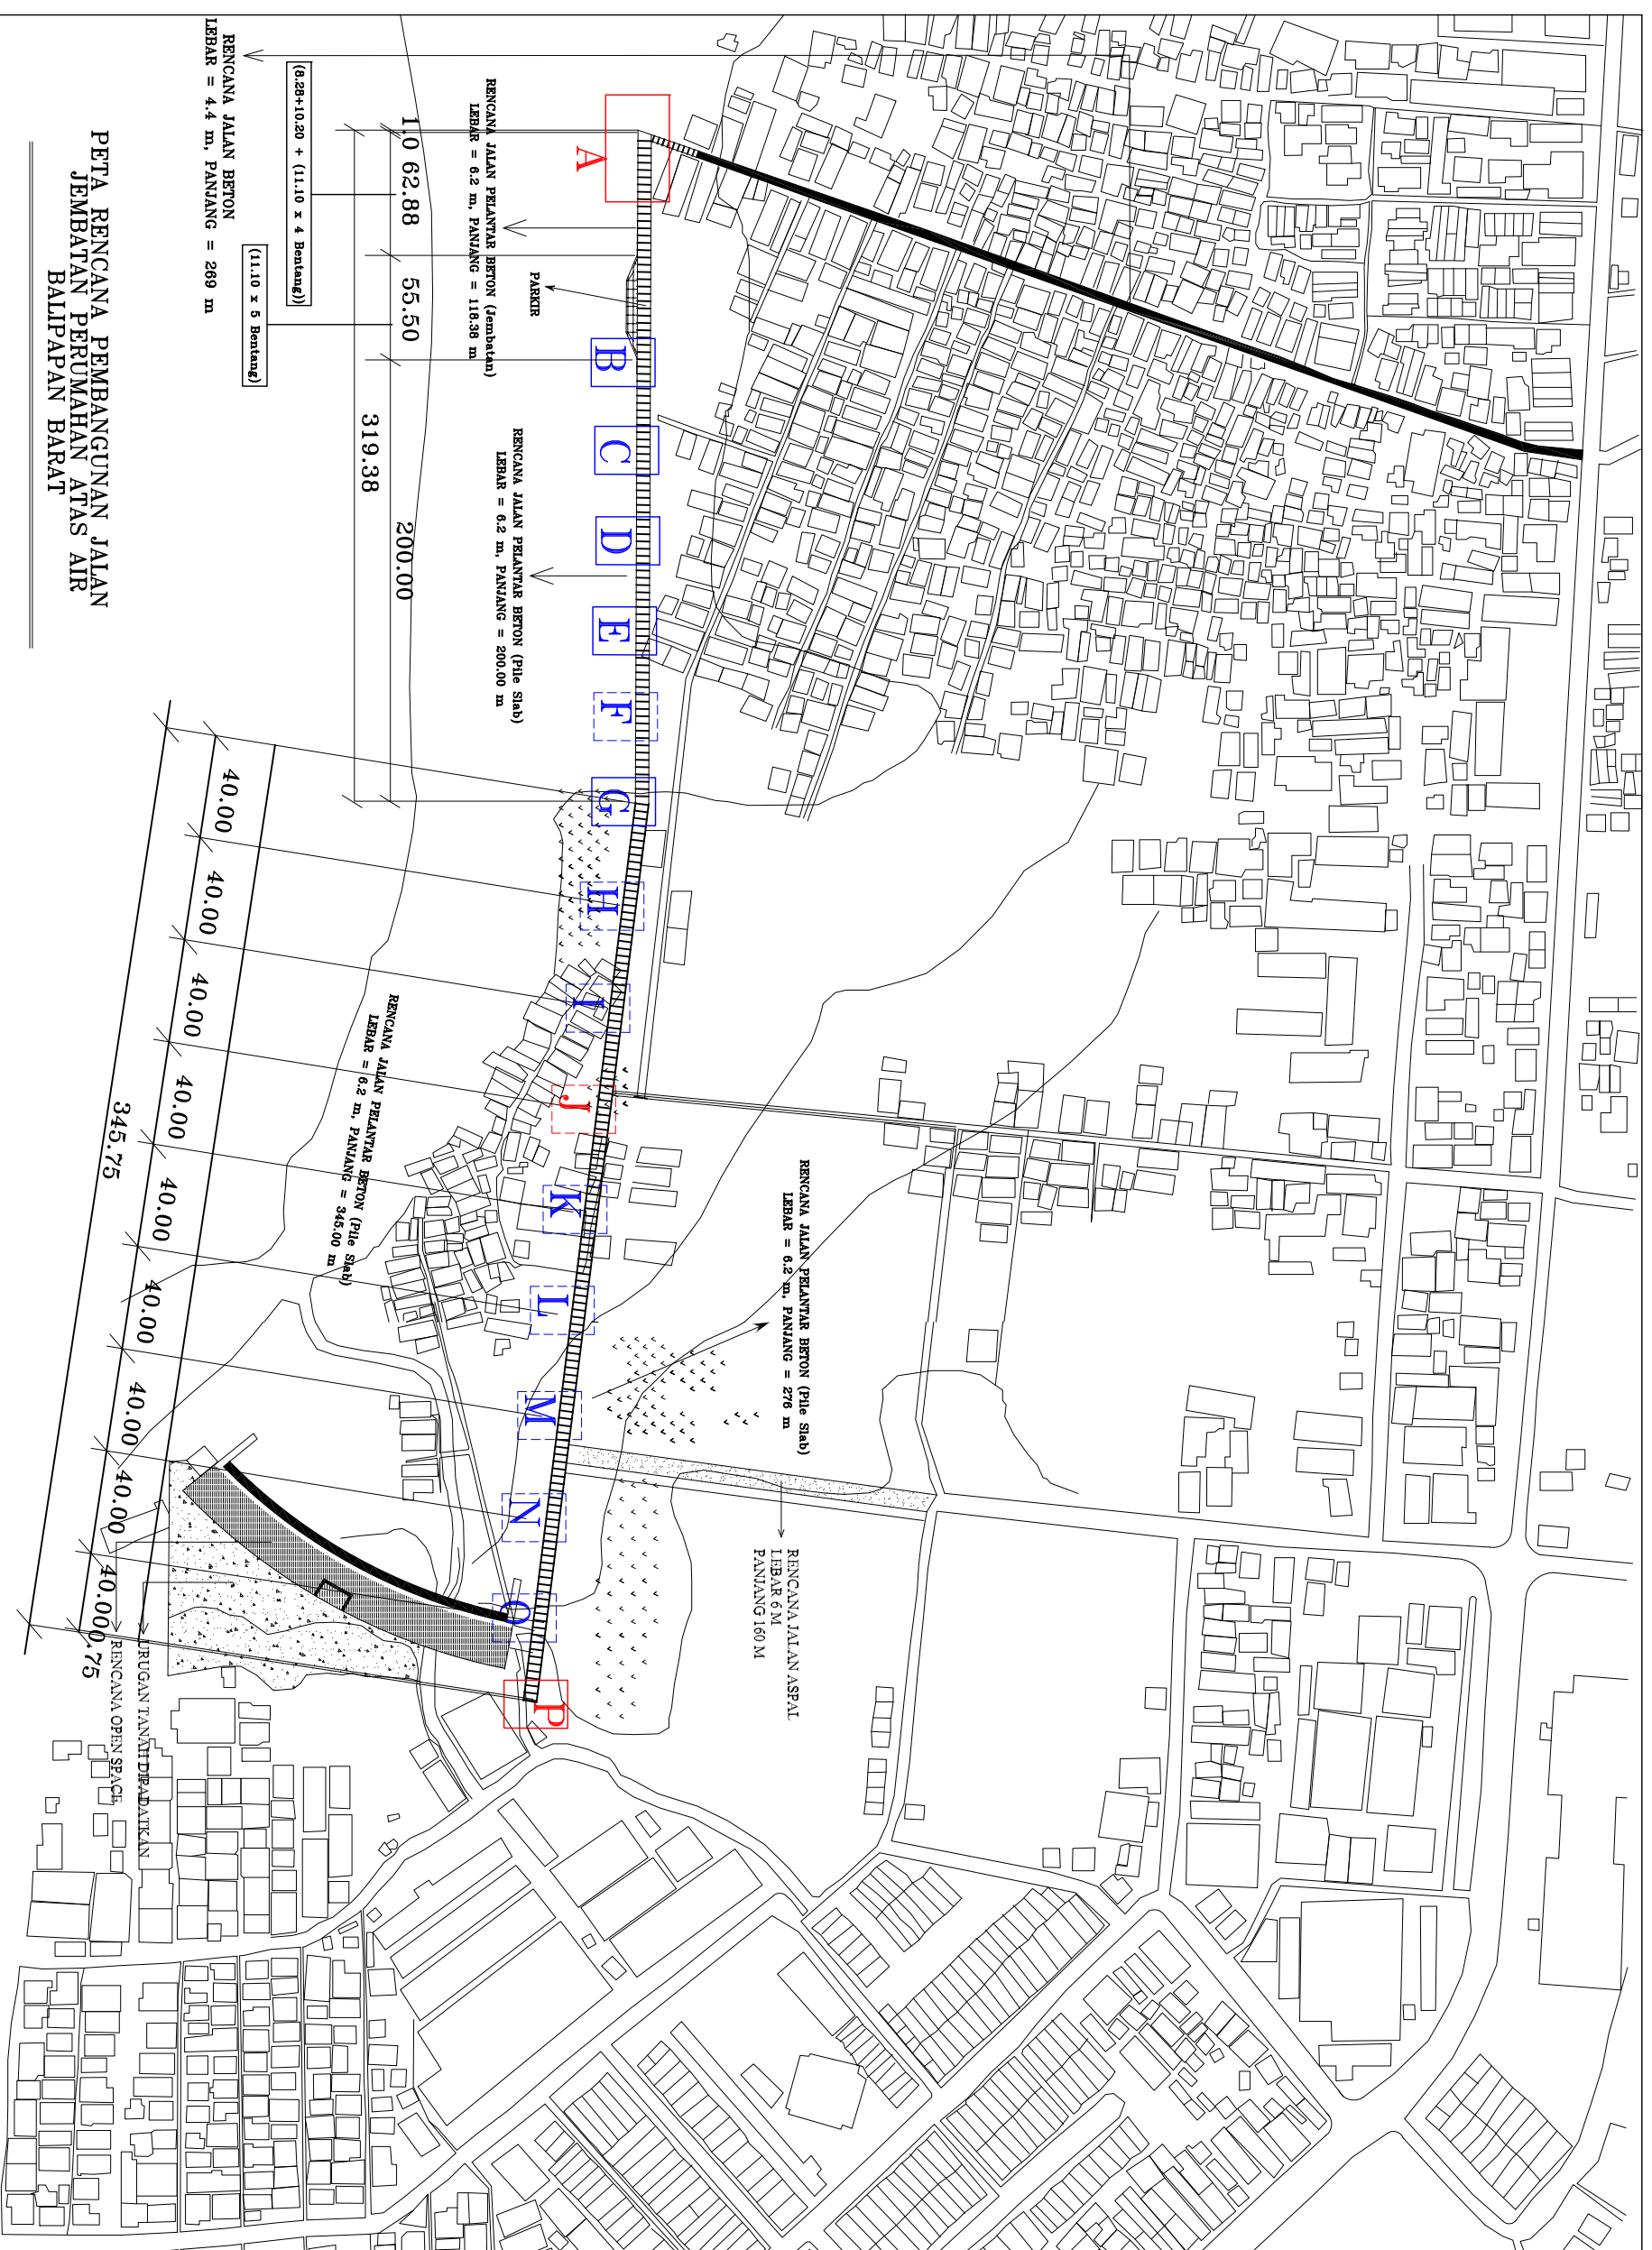 PETA RENCANA PEMBANGUNAN JALAN
JEMBATAN PERUMAHAN ATAS AIR
BALIPAPAN BARAT
RENCANA JALAN BETON
LEBAR = 4.4 m, PANJANG = 269 m
(8.28+10.20 + (11.10 x 4 Bentang))
(11.10 x 5 Bentang)
1.0
62.88
55.50
200.00
319.38
RENCANA JALAN PELANTAR BETON (Jembatan)
LEBAR = 6.2 m, PANJANG = 118.38 m
PARKIR
RENCANA JALAN PELANTAR BETON (Pile Slab)
LEBAR = 6.2 m, PANJANG = 200.00 m
A
B
C
D
E
F
G
H
I
J
K
L
M
N
O
P
40.00
40.00
40.00
40.00
40.00
40.00
40.00
40.00
40.00
0.75
345.75
RENCANA JALAN PELANTAR BETON (Pile Slab)
LEBAR = 6.2 m, PANJANG = 345.00 m
RENCANA JALAN PELANTAR BETON (Pile Slab)
LEBAR = 6.2 m, PANJANG = 276 m
RENCANA JALAN ASPAL
LEBAR 6 M
PANJANG 160 M
URUGAN TANAH DIPADATKAN
RENCANA OPEN SPACE